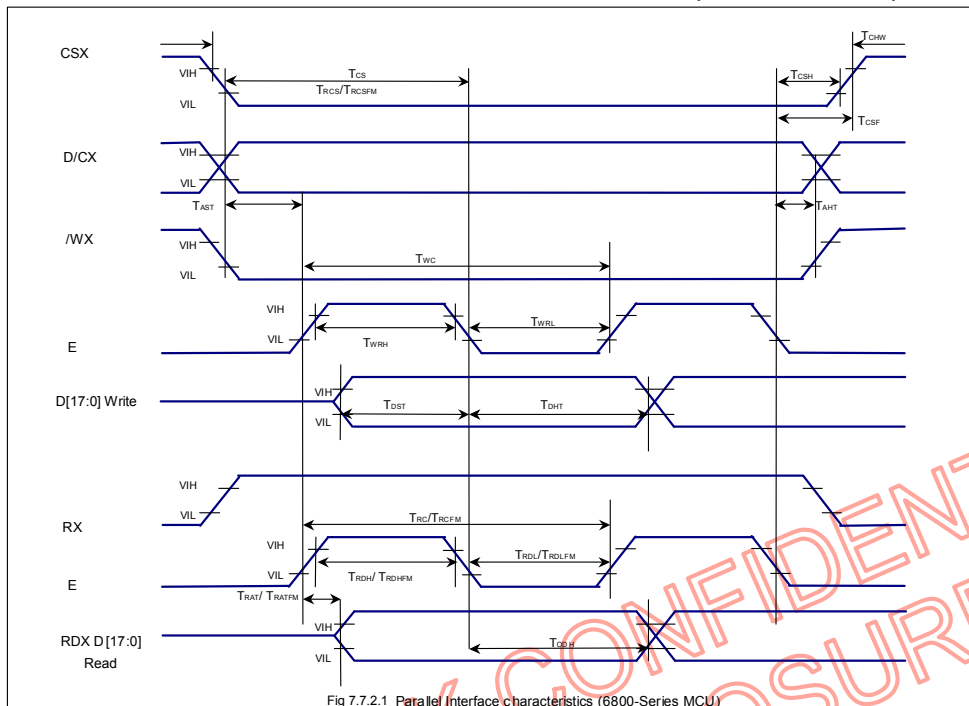 CSX
TCHW
VIH
TCS
TCSH
TRCS/TRCSFM
VIL
TCSF
D/CX
VIH
VIL
TAST
TAHT
/WX
VIH
TWC
VIL
VIH
TWRL
VIL
TWRH
E
VIH
D[17:0] Write
TDST
TDHT
VIL
VIH
VIL
RX
TRC/TRCFM
VIH
TRDL/TRDLFM
VIL
TRDH/ TRDHFM
E
TRAT/ TRATFM
VIH
RDX D[17:0]
Read
VIL
TODH
Fig 7.7.2.1 Parallel Interface characteristics (6800-Series MCU)